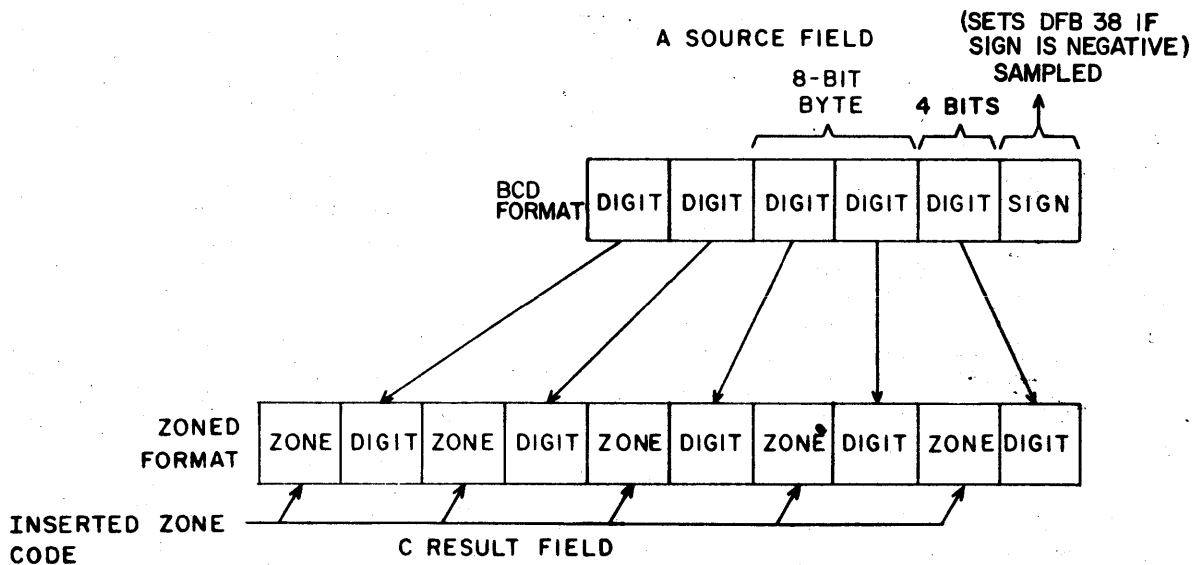 A SOURCE FIELD
(SETS DFB 38 IF
SIGN IS NEGATIVE)
SAMPLED
8-BIT
BYTE
4 BITS
BCD
FORMAT
DIGIT DIGIT DIGIT DIGIT DIGIT SIGN
ZONED
FORMAT
ZONE DIGIT ZONE DIGIT ZONE DIGIT ZONE DIGIT ZONE DIGIT
INSERTED ZONE
CODE
C RESULT FIELD